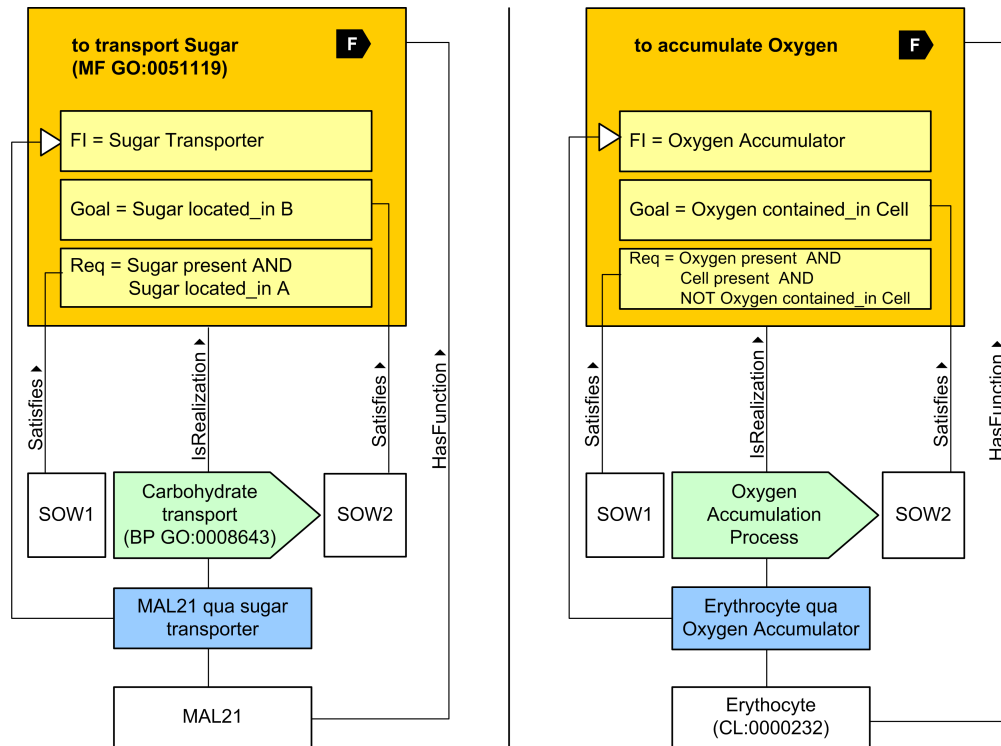 to transport Sugar
(MF GO:0051119)
F
FI = Sugar Transporter
Goal = Sugar located_in B
Req = Sugar present AND
Sugar located_in A
Satisfies
IsRealization
Satisfies
HasFunction
SOW1
Carbohydrate
transport
(BP GO:0008643)
SOW2
MAL21 qua sugar
transporter
MAL21
to accumulate Oxygen
F
FI = Oxygen Accumulator
Goal = Oxygen contained_in Cell
Req = Oxygen present AND
Cell present AND
NOT Oxygen contained_in Cell
Satisfies
IsRealization
Satisfies
HasFunction
SOW1
Oxygen
Accumulation
Process
SOW2
Erythrocyte qua
Oxygen Accumulator
Erythocyte
(CL:0000232)